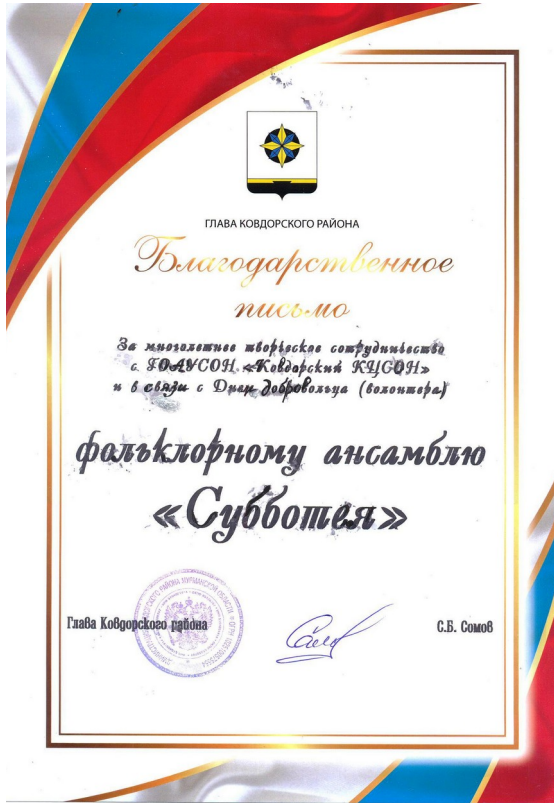 ГЛАВА КОВДОРСКОГО РАЙОНА
Благодарственное
письмо
За многолетнее творческое сотрудничество
с ГОАУСОН «Ковдорский КЦСОН»
и в связи с Днем добровольца (волонтера)
фольклорному ансамблю
«Субботея»
Глава Ковдорского района
С.Б. Сомов